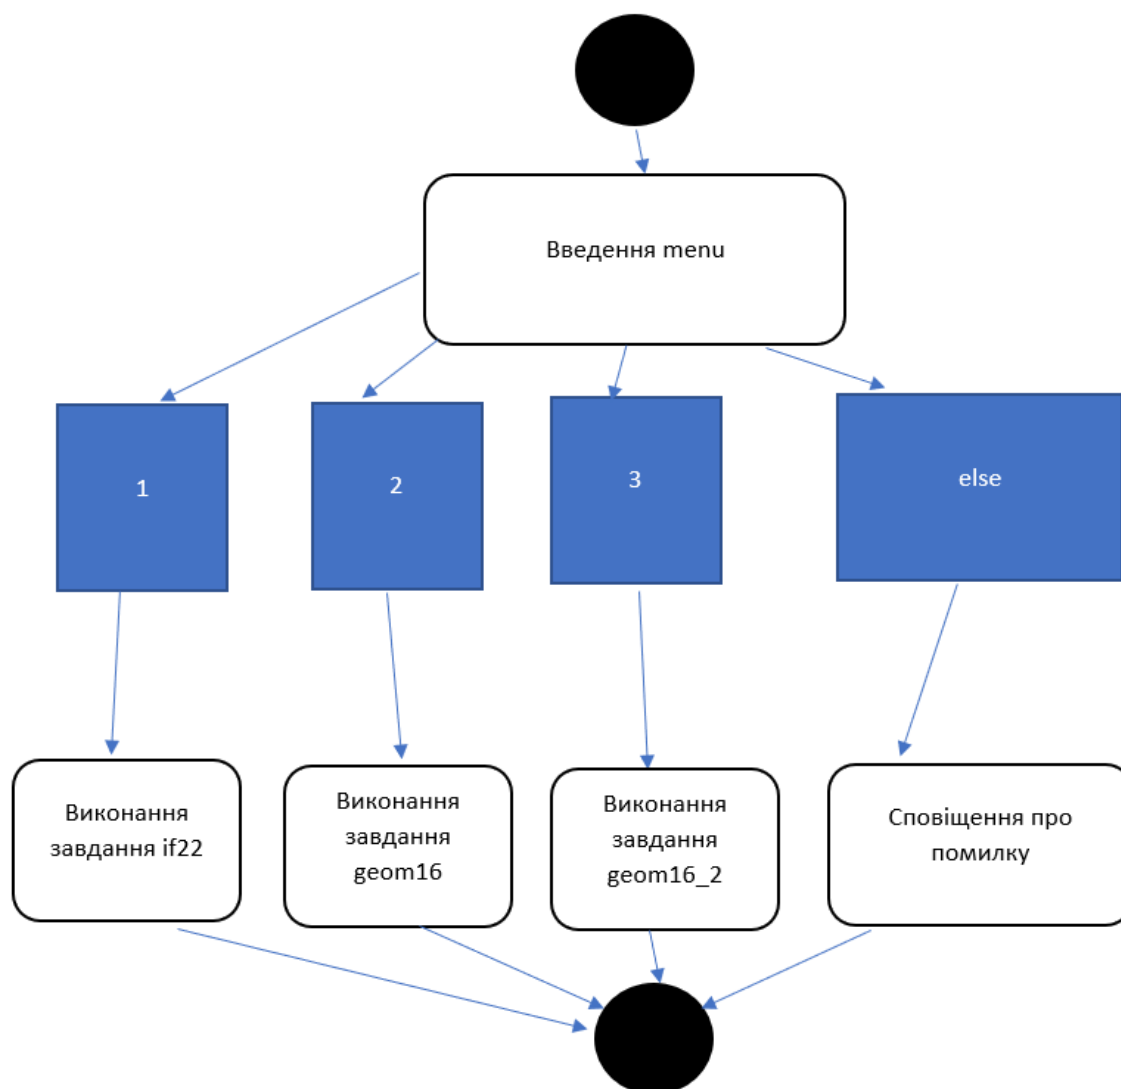 Введення menu
1
2
3
else
Виконання
завдання if22
Виконання
завдання
geom16
Виконання
завдання
geom16_2
Сповіщення про
помилку